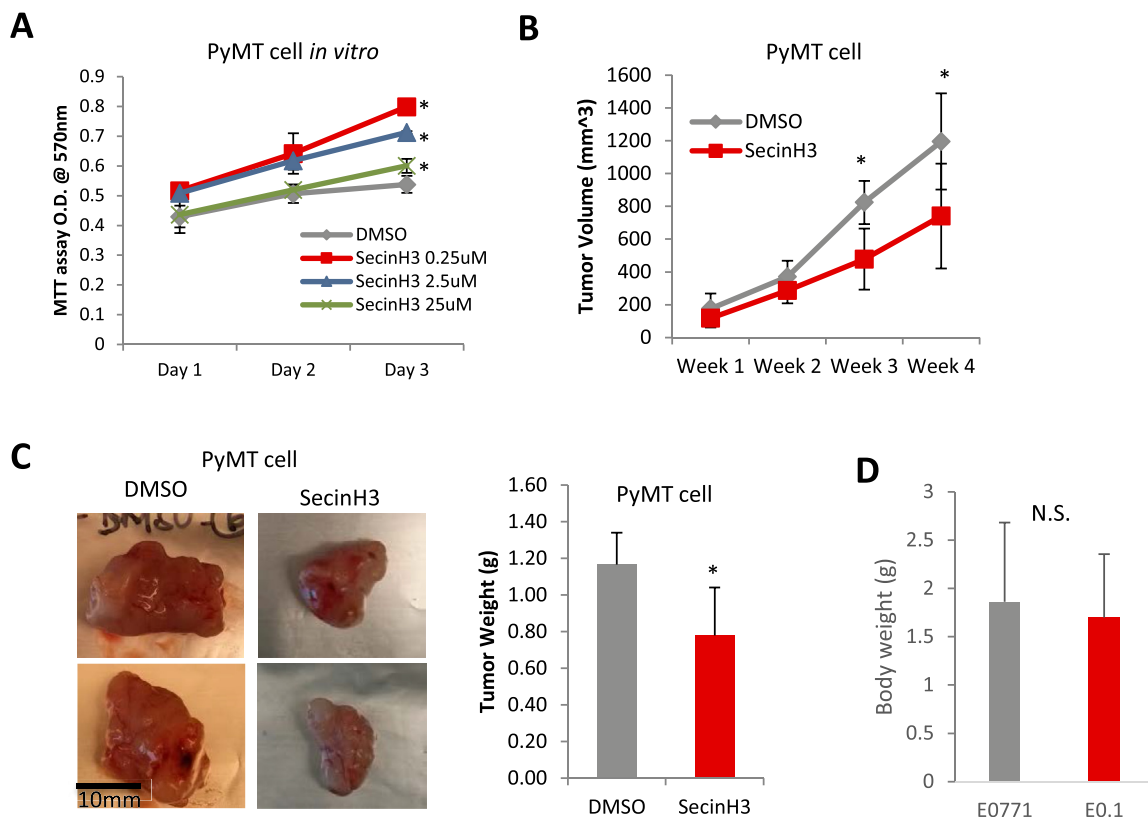 A
PyMT cell in vitro
MTT assay O.D. @ 570nm
0.9
0.8
0.7
0.6
0.5
0.4
0.3
0.2
0.1
0
*
*
*
DMSO
SecinH3 0.25uM
SecinH3 2.5uM
SecinH3 25uM
Day 1 Day 2 Day 3
B
PyMT cell
Tumor Volume (mm^3)
1600
1400
1200
1000
800
600
400
200
0
DMSO
SecinH3
*
*
Week 1 Week 2 Week 3 Week 4
C
PyMT cell
DMSO SecinH3
10mm
PyMT cell
Tumor Weight (g)
1.60
1.40
1.20
1.00
0.80
0.60
0.40
0.20
0.00
*
DMSO SecinH3
D
N.S.
Body weight (g)
3
2.5
2
1.5
1
0.5
0
E0771 E0.1